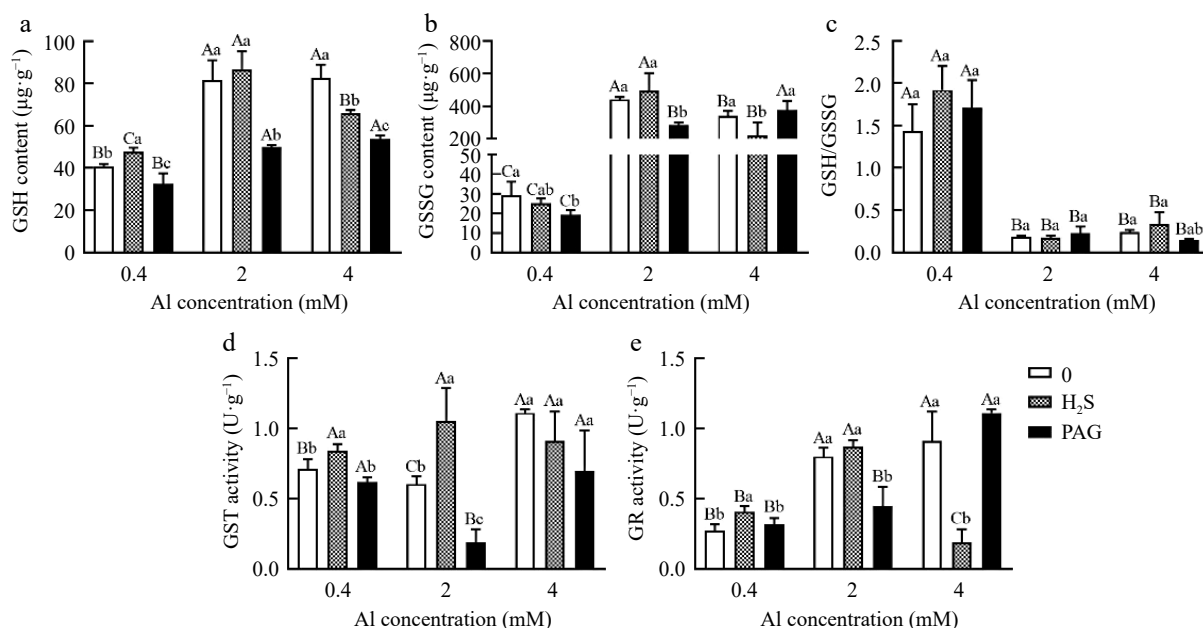 a
GSH content (μg·g⁻¹)
100
80
60
40
20
0
Bb Ca Bc Aa Aa Ab Aa Bb Ac
0.4 2 4
Al concentration (mM)
b
GSSG content (μg·g⁻¹)
800
600
400
200
50
40
30
20
10
0
Ca Cab Cb Aa Aa Bb Ba Bb Aa
0.4 2 4
Al concentration (mM)
c
GSH/GSSG
2.5
2.0
1.5
1.0
0.5
0.0
Aa Aa Aa Ba Ba Ba Ba Ba Bab
0.4 2 4
Al concentration (mM)
d
GST activity (U·g⁻¹)
1.5
1.0
0.5
0.0
Bb Aa Ab Cb Aa Bc Aa Aa Aa
0.4 2 4
Al concentration (mM)
e
GR activity (U·g⁻¹)
1.5
1.0
0.5
0.0
Bb Ba Bb Aa Aa Bb Aa Cb Aa
0.4 2 4
Al concentration (mM)
0
H₂S
PAG